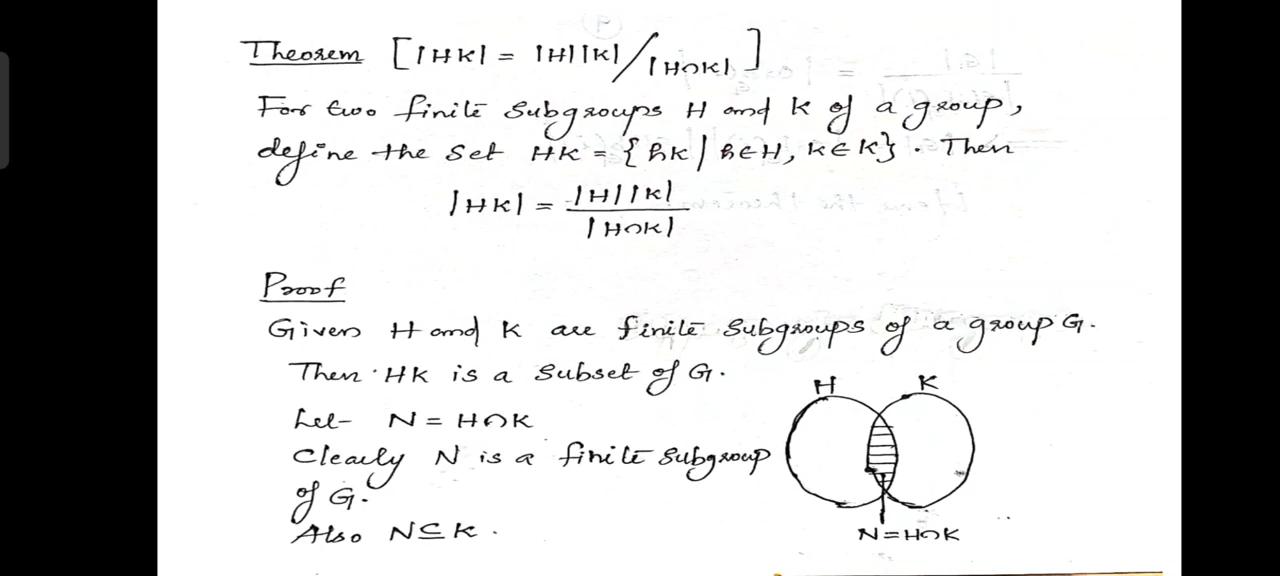 Theorem [|HK| = |H||K|/|H∩K|]
For two finite subgroups H and K of a group,
define the set HK = {hk | h∈H, k∈K}. Then
|HK| = |H||K| / |H∩K|
Proof
Given H and K are finite subgroups of a group G.
Then HK is a subset of G.
Let N = H∩K
Clearly N is a finite subgroup
of G.
Also N⊆K.
H K
N=H∩K